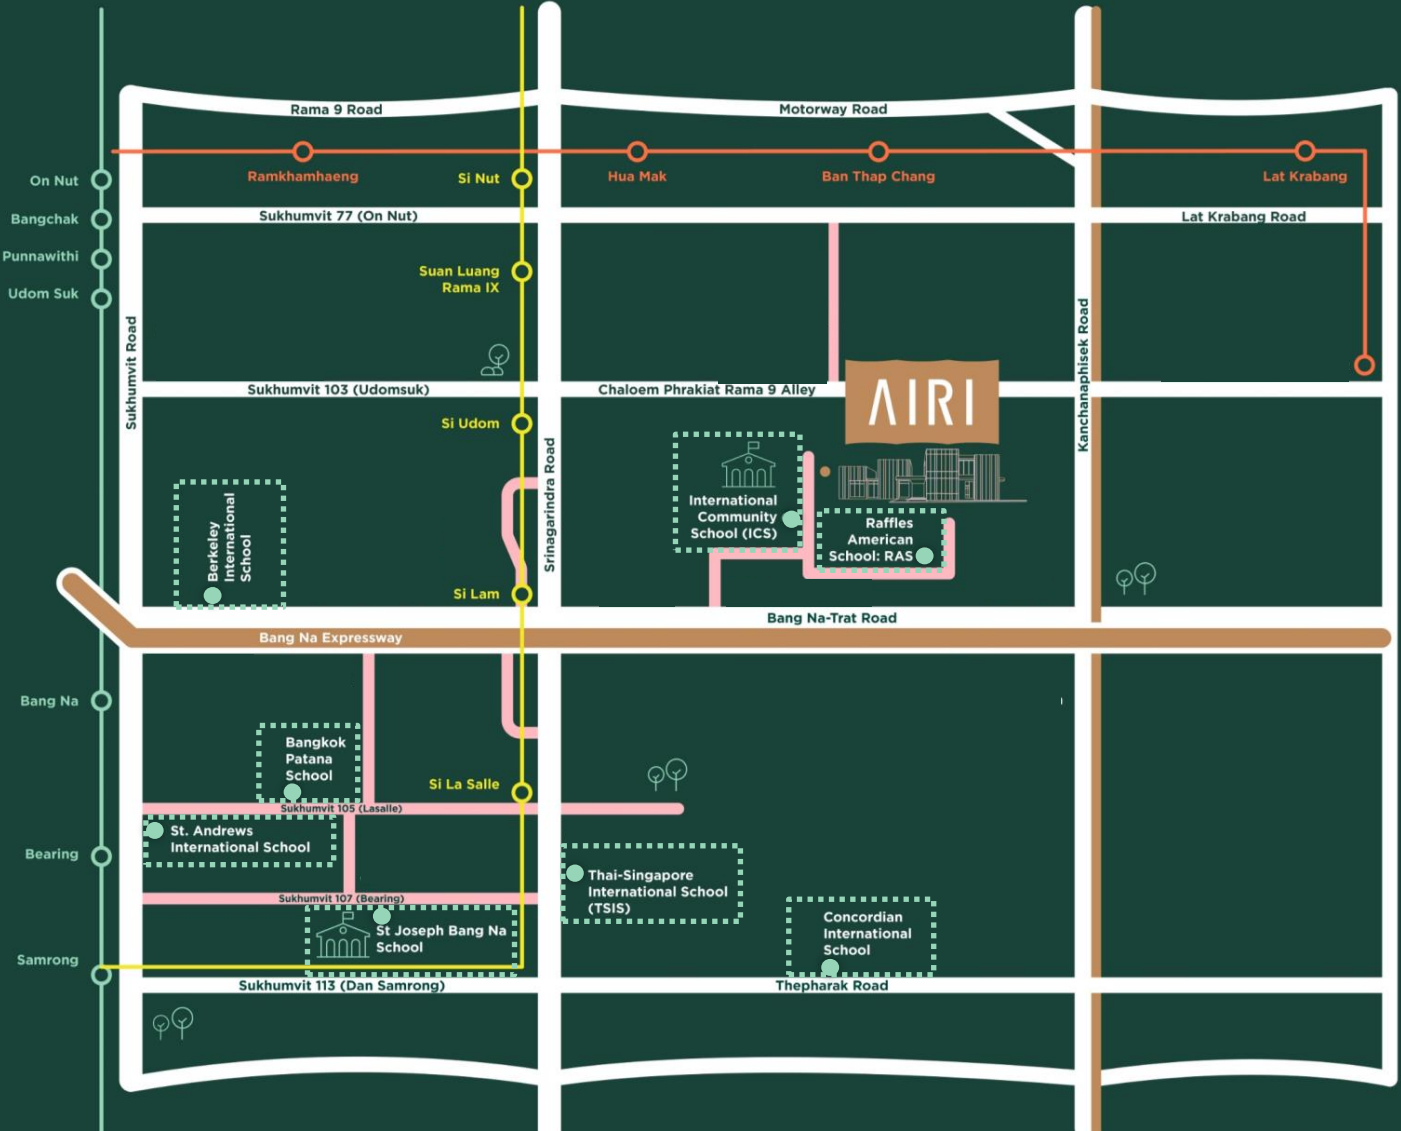 Rama 9 Road
Motorway Road
Ramkhamhaeng
Si Nut
Hua Mak
Ban Thap Chang
Lat Krabang
On Nut
Bangchak
Punnawithi
Udom Suk
Sukhumvit 77 (On Nut)
Lat Krabang Road
Suan Luang
Rama IX
Sukhumvit Road
Kanchanaphisek Road
Sukhumvit 103 (Udomsuk)
Chaloem Phrakiat Rama 9 Alley
AIRI
Si Udom
Srinagarindra Road
Berkeley
International
School
International
Community
School (ICS)
Raffles
American
School: RAS
Si Lam
Bang Na-Trat Road
Bang Na Expressway
Bang Na
Bangkok
Patana
School
Si La Salle
Sukhumvit 105 (Lasalle)
St. Andrews
International School
Bearing
Thai-Singapore
International School
(TSIS)
Sukhumvit 107 (Bearing)
St Joseph Bang Na
School
Concordian
International
School
Samrong
Sukhumvit 113 (Dan Samrong)
Thepharak Road